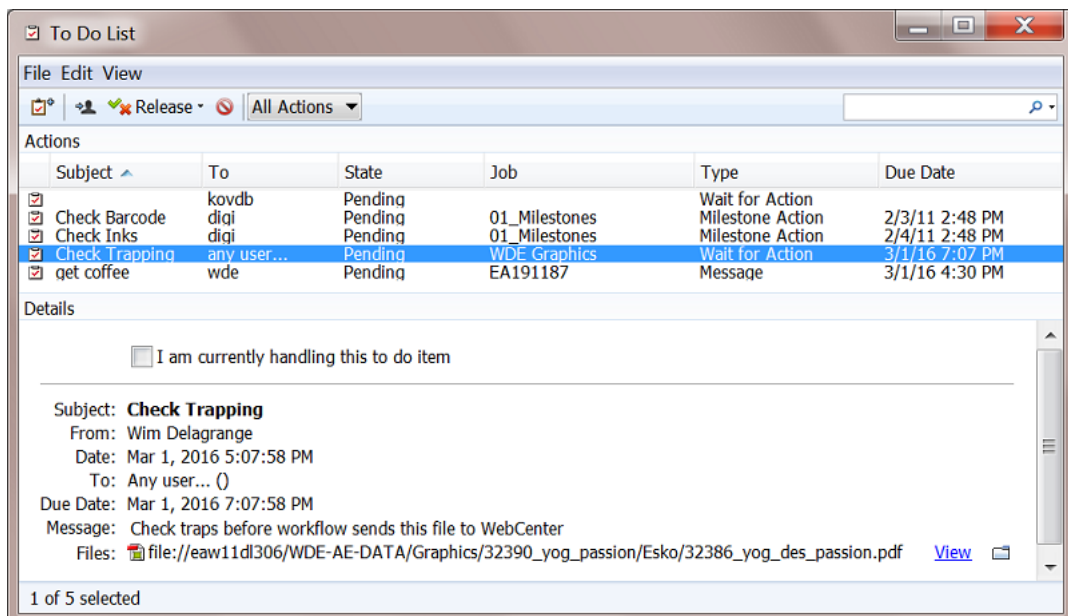 To Do List
File Edit View
Release All Actions
Actions
Subject To State Job Type Due Date
kovdb Pending Wait for Action
Check Barcode digi Pending 01_Milestones Milestone Action 2/3/11 2:48 PM
Check Inks digi Pending 01_Milestones Milestone Action 2/4/11 2:48 PM
Check Trapping any user... Pending WDE Graphics Wait for Action 3/1/16 7:07 PM
get coffee wde Pending EA191187 Message 3/1/16 4:30 PM
Details
I am currently handling this to do item
Subject: Check Trapping
From: Wim Delagrange
Date: Mar 1, 2016 5:07:58 PM
To: Any user... ()
Due Date: Mar 1, 2016 7:07:58 PM
Message: Check traps before workflow sends this file to WebCenter
Files: file://eaw11dl306/WDE-AE-DATA/Graphics/32390_yog_passion/Esko/32386_yog_des_passion.pdf View
1 of 5 selected